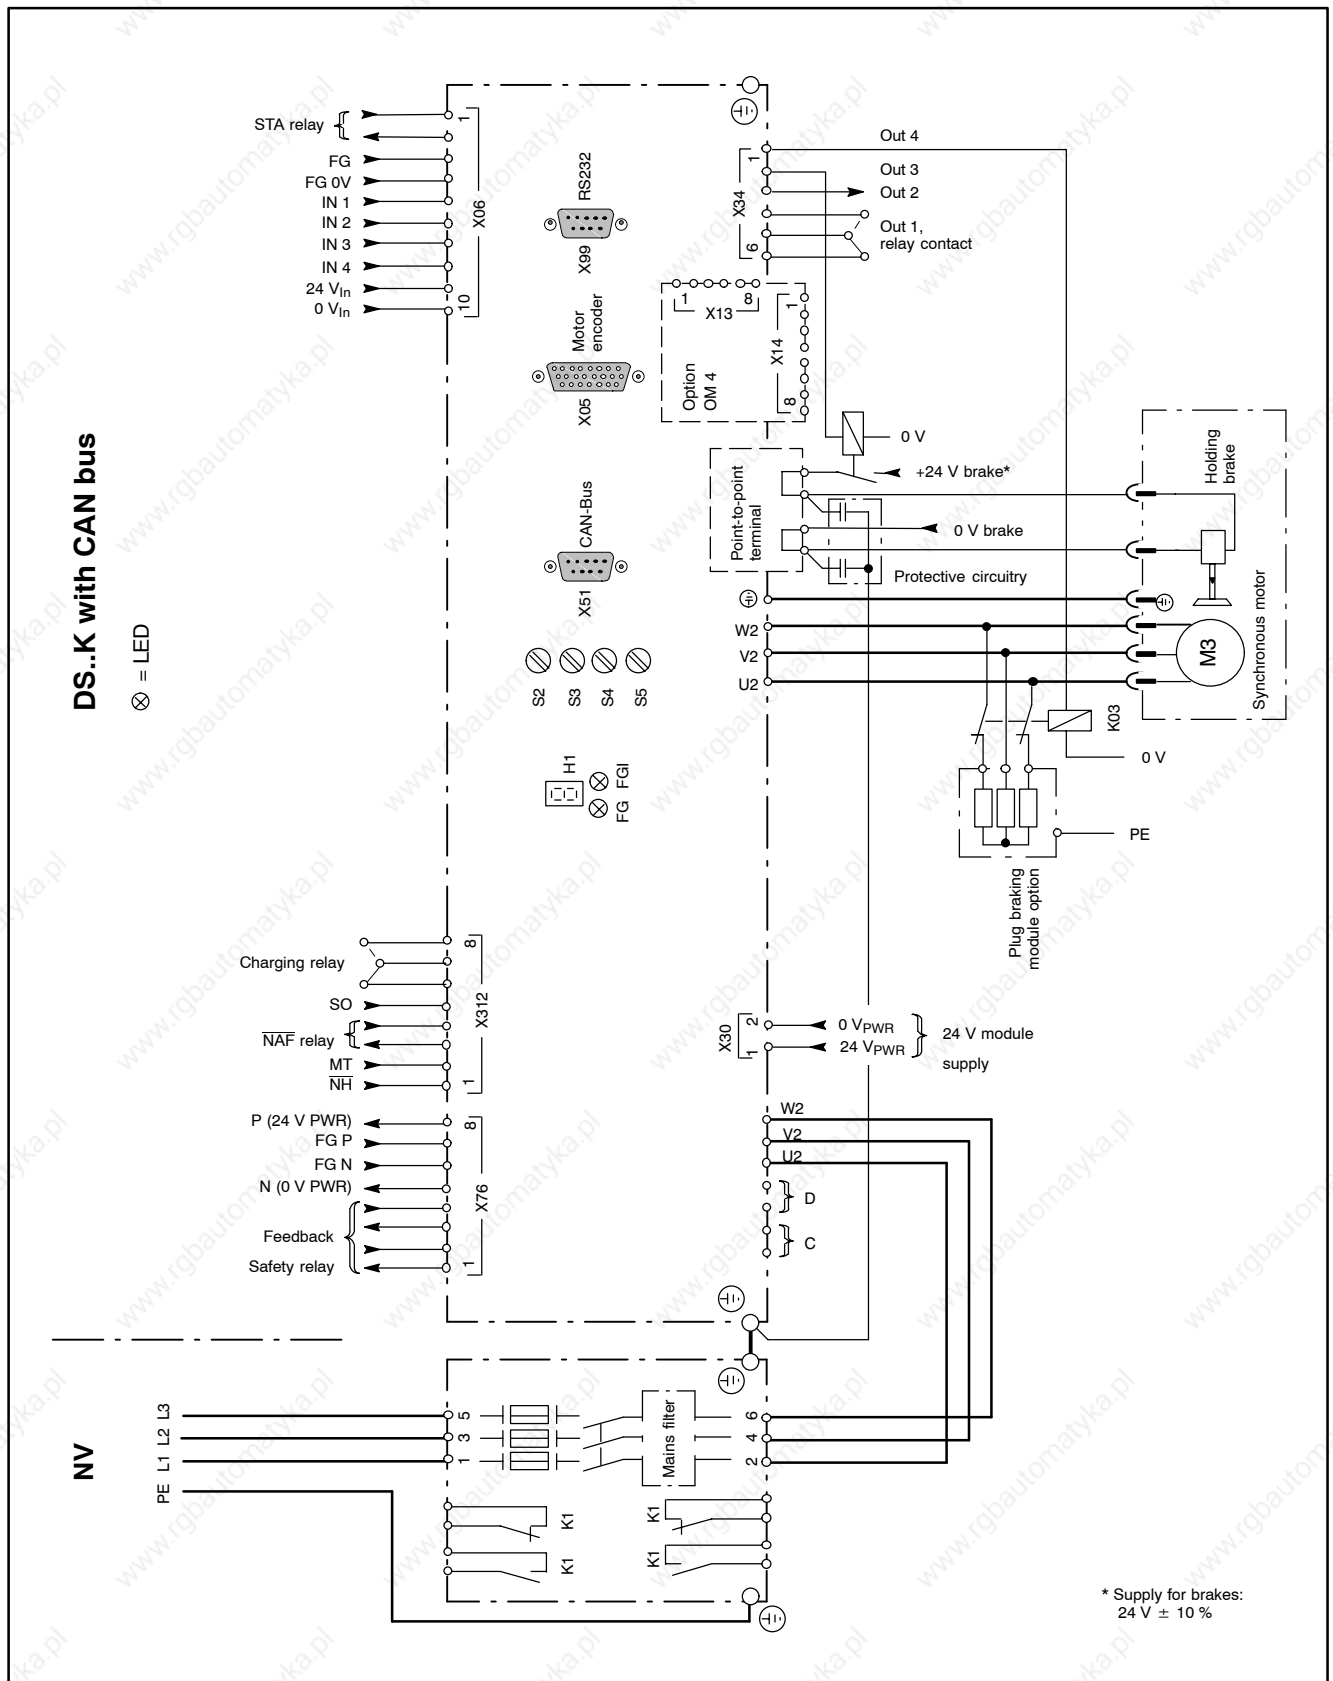 DS..K with CAN bus
= LED
STA relay
FG
FG 0V
IN 1
IN 2
IN 3
IN 4
24 VIn
0 VIn
1
X06
10
RS232
X99
Motor
encoder
X05
CAN-Bus
X51
S2
S3
S4
S5
H1
FG
FGI
1
X34
6
Out 4
Out 3
Out 2
Out 1,
relay contact
1
8
X13
1
X14
8
Option
OM 4
0 V
+24 V brake*
Point-to-point
terminal
0 V brake
Protective circuitry
Holding
brake
W2
V2
U2
M3
Synchronous motor
K03
0 V
PE
Plug braking
module option
Charging relay
SO
NAF relay
MT
NH
8
X312
1
P (24 V PWR)
FG P
FG N
N (0 V PWR)
Feedback
Safety relay
8
X76
1
X30
2
1
0 VPWR
24 VPWR
24 V module
supply
W2
V2
U2
D
C
NV
L3
L2
L1
PE
5
3
1
Mains filter
6
4
2
K1
K1
K1
K1
* Supply for brakes:
24 V ± 10 %
www.rgbautomatyka.pl